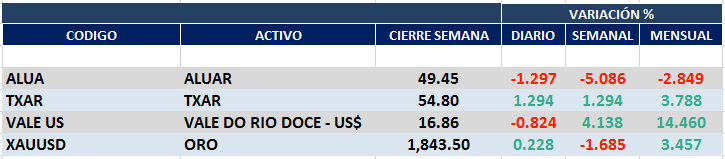 VARIACIÓN %
CODIGO ACTIVO CIERRE SEMANA DIARIO SEMANAL MENSUAL
ALUA ALUAR 49.45 -1.297 -5.086 -2.849
TXAR TXAR 54.80 1.294 1.294 3.788
VALE US VALE DO RIO DOCE - US$ 16.86 -0.824 4.138 14.460
XAUUSD ORO 1,843.50 0.228 -1.685 3.457